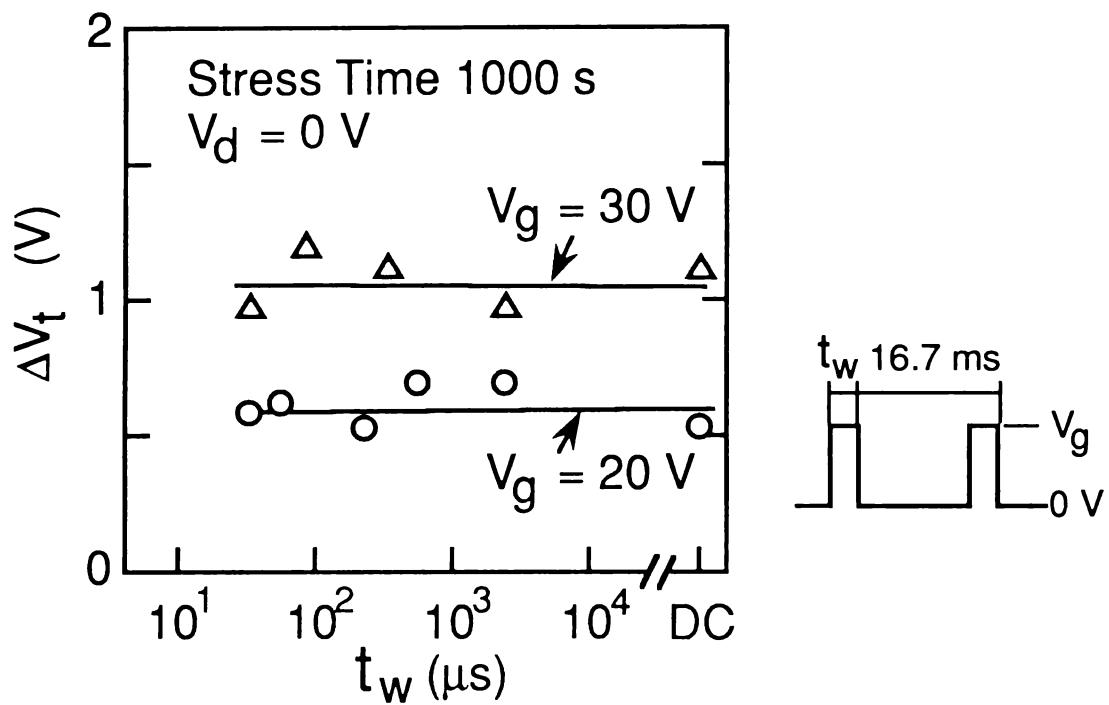 2
Stress Time 1000 s
V_d = 0 V
V_g = 30 V
ΔV_t (V)
1
V_g = 20 V
0
10^1 10^2 10^3 10^4 DC
t_w (μs)
t_w 16.7 ms
V_g
0 V